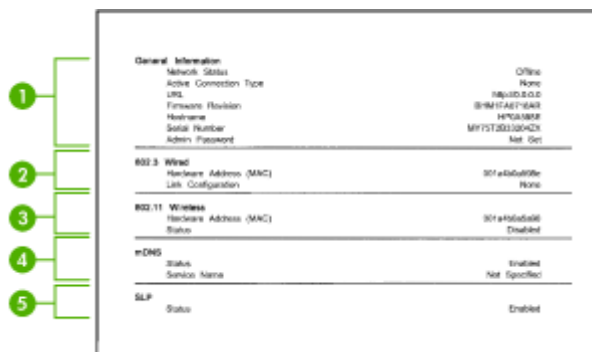 General Information
Network Status Offline
Active Connection Type None
URL
Firmware Revision
Hostname
Serial Number
Admin Password Not Set
802.3 Wired
Hardware Address (MAC)
Link Configuration None
802.11 Wireless
Hardware Address (MAC)
Status Disabled
mDNS
Status Enabled
Service Name Not Specified
SLP
Status Enabled
1
2
3
4
5